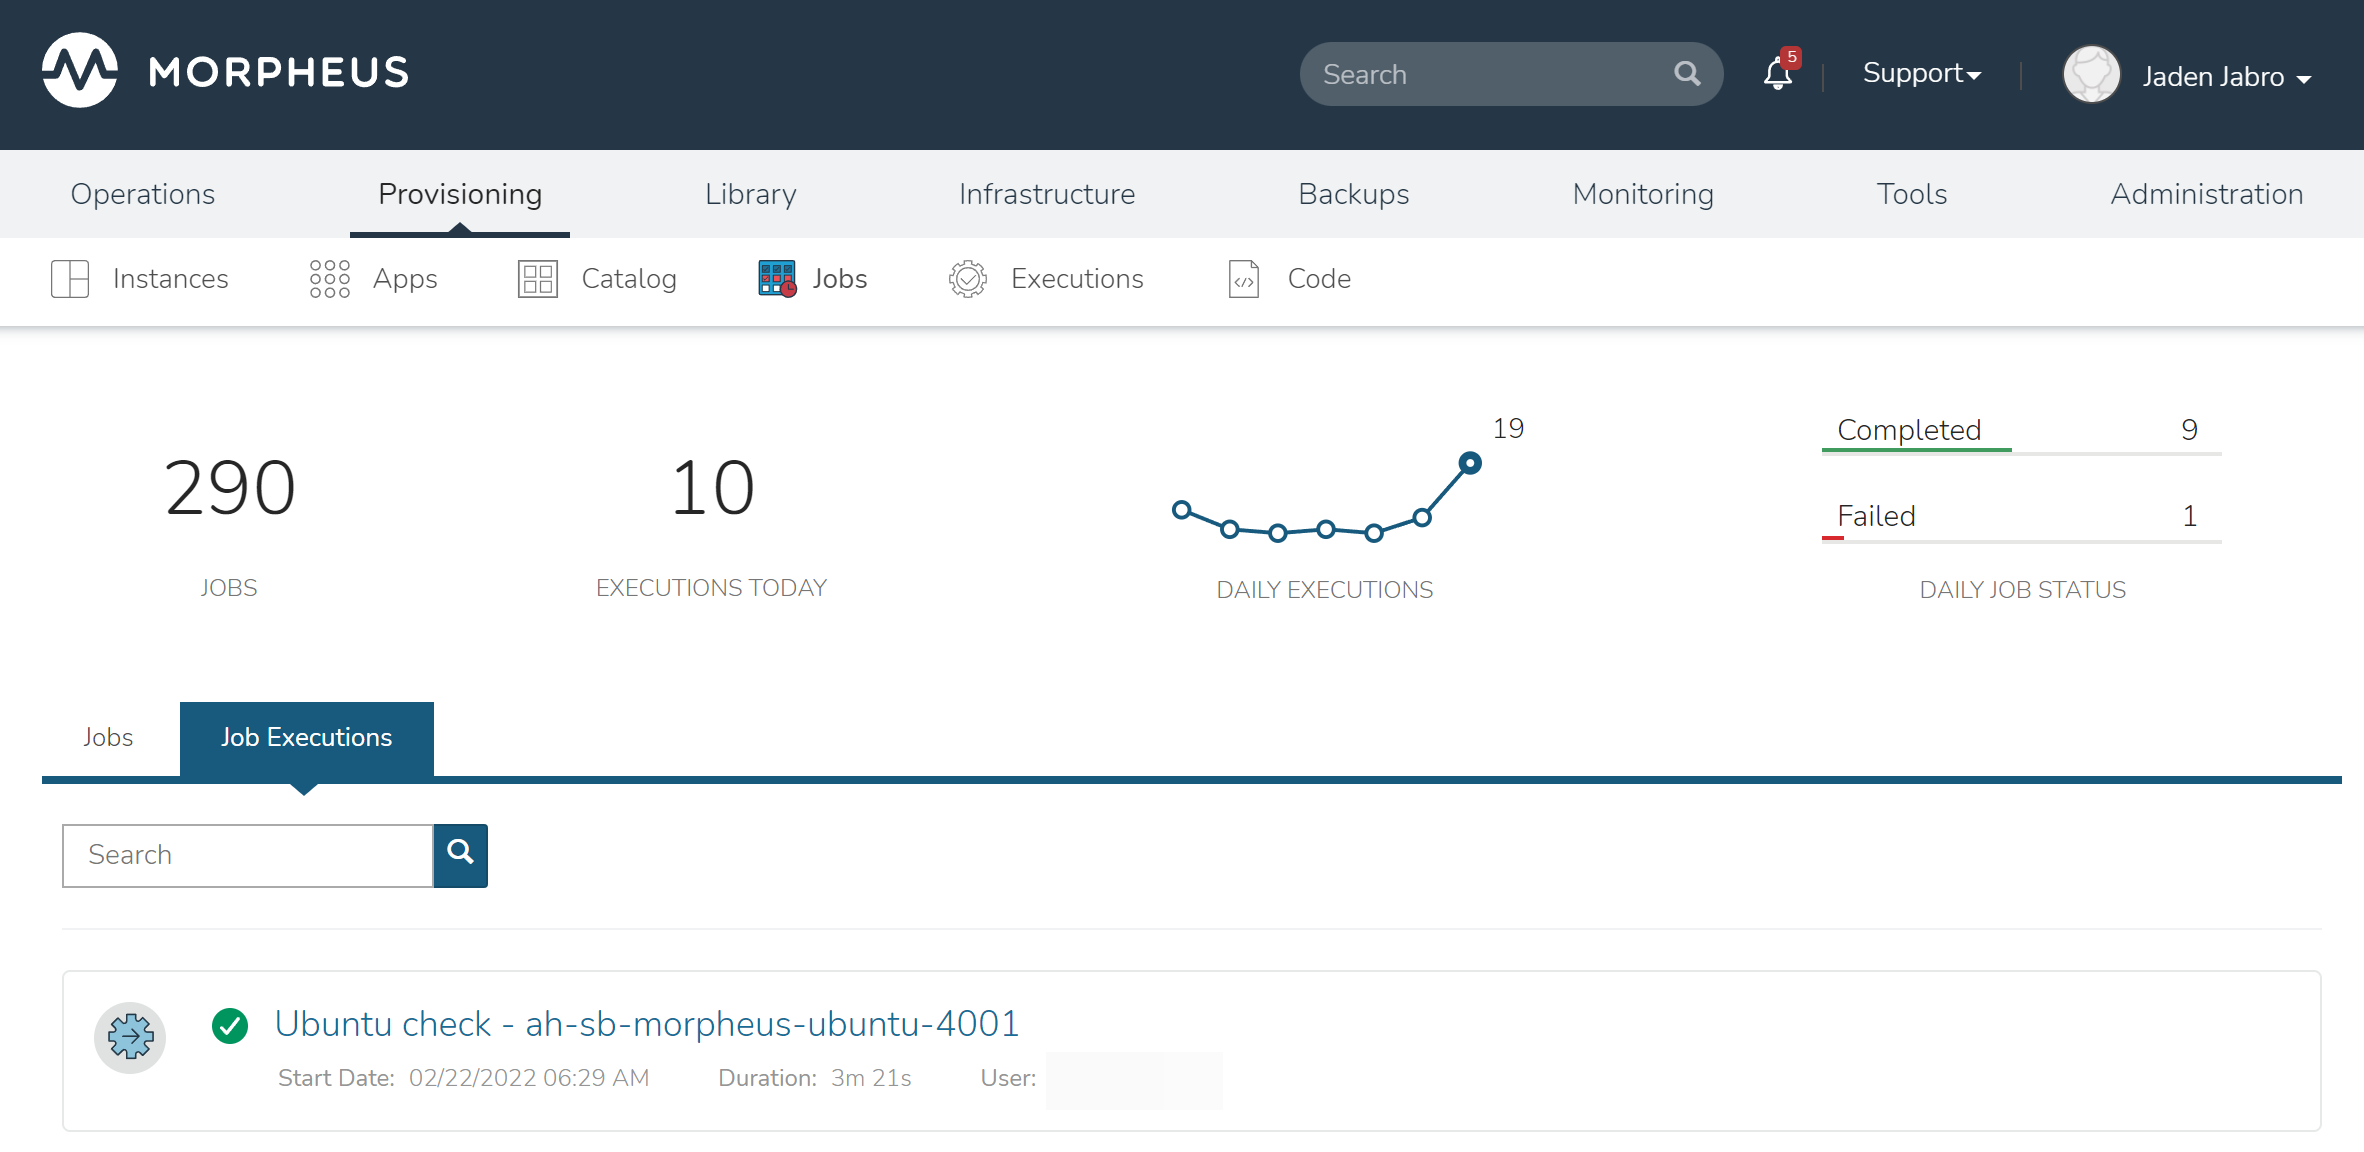 MORPHEUS
Search
5
Support
Jaden Jabro
Operations Provisioning Library Infrastructure Backups Monitoring Tools Administration
Instances Apps Catalog Jobs Executions Code
290
JOBS
10
EXECUTIONS TODAY
19
DAILY EXECUTIONS
Completed 9
Failed 1
DAILY JOB STATUS
Jobs Job Executions
Search
Ubuntu check - ah-sb-morpheus-ubuntu-4001
Start Date: 02/22/2022 06:29 AM Duration: 3m 21s User: